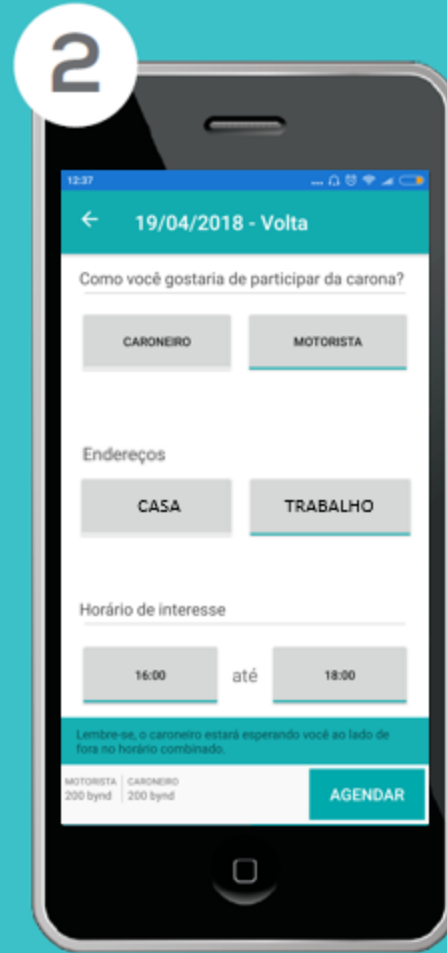 2
12:37
19/04/2018 - Volta
Como você gostaria de participar da carona?
CARONEIRO MOTORISTA
Endereços
CASA TRABALHO
Horário de interesse
16:00 até 18:00
Lembre-se, o caroneiro estará esperando você ao lado de
fora no horário combinado.
MOTORISTA CARONEIRO
200 bynd 200 bynd
AGENDAR